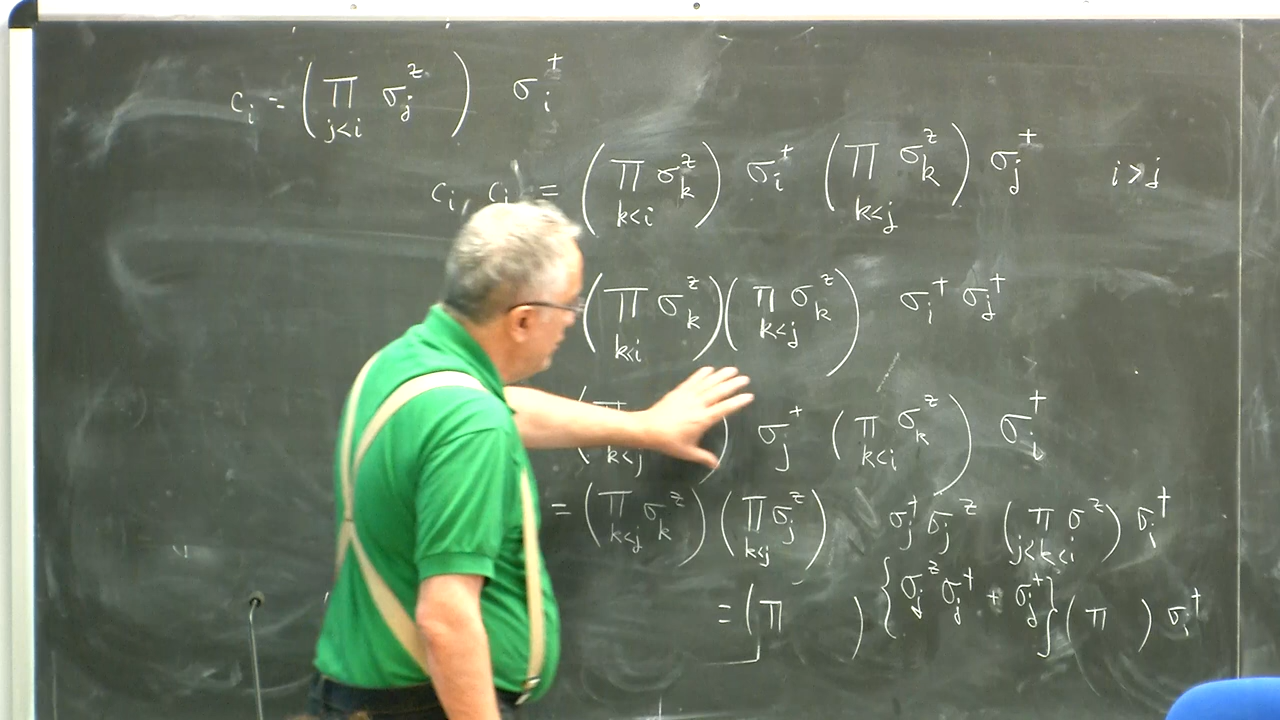 c_i = ( ∏_{j<i} σ_j^z ) σ_i^+
c_i, c_j = ( ∏_{k<i} σ_k^z ) σ_i^+ ( ∏_{k<j} σ_k^z ) σ_j^+ i>j
( ∏_{k<i} σ_k^z ) ( ∏_{k<j} σ_k^z ) σ_i^+ σ_j^+
( ∏_{k<j} ) σ_j^+ ( ∏_{k<i} σ_k^z ) σ_i^+
= ( ∏_{k<j} σ_k^z ) ( ∏_{k<j} σ_j^z ) σ_j^+ σ_j^z ( ∏_{j<k<i} σ^z ) σ_i^+
= ( ∏ ) { σ_j^z σ_j^+ + σ_j^+ } ( ∏ ) σ_i^+